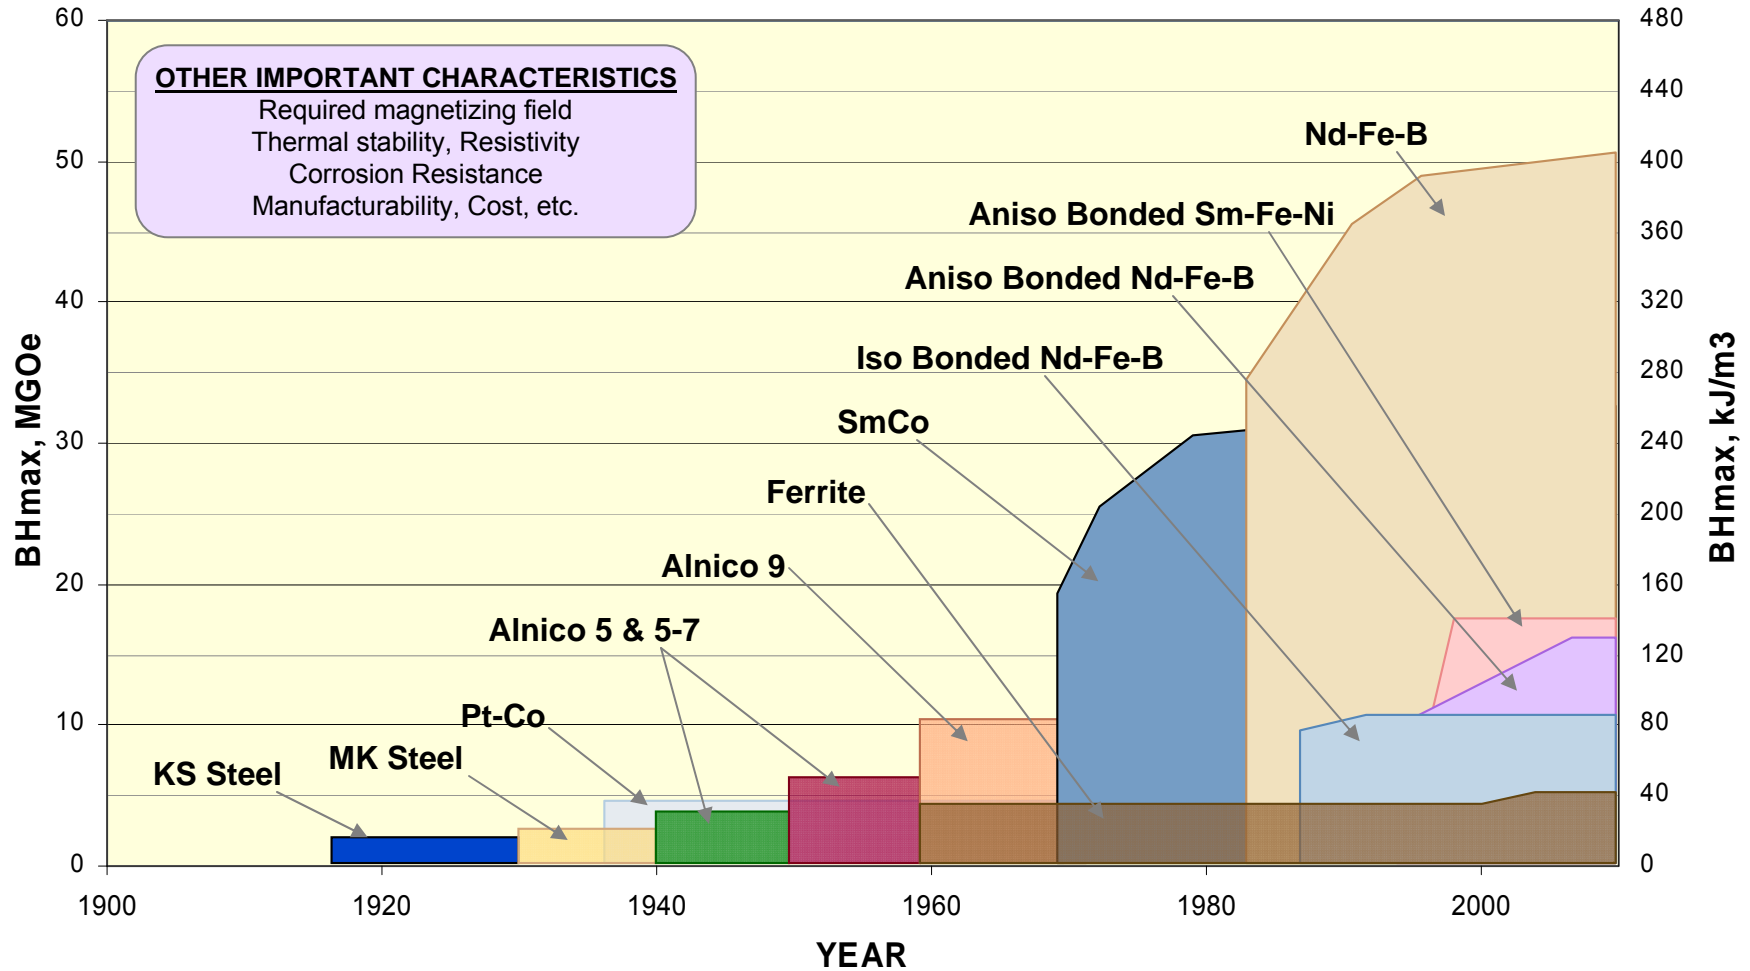 60
480
OTHER IMPORTANT CHARACTERISTICS
Required magnetizing field
Thermal stability, Resistivity
Corrosion Resistance
Manufacturability, Cost, etc.
440
Nd-Fe-B
50
400
Aniso Bonded Sm-Fe-Ni
360
Aniso Bonded Nd-Fe-B
40
320
Iso Bonded Nd-Fe-B
280
SmCo
30
240
Ferrite
200
Alnico 9
20
160
Alnico 5 & 5-7
120
Pt-Co
10
80
MK Steel
KS Steel
40
0
0
BHmax, MGOe
BHmax, kJ/m3
1900
1920
1940
1960
1980
2000
YEAR